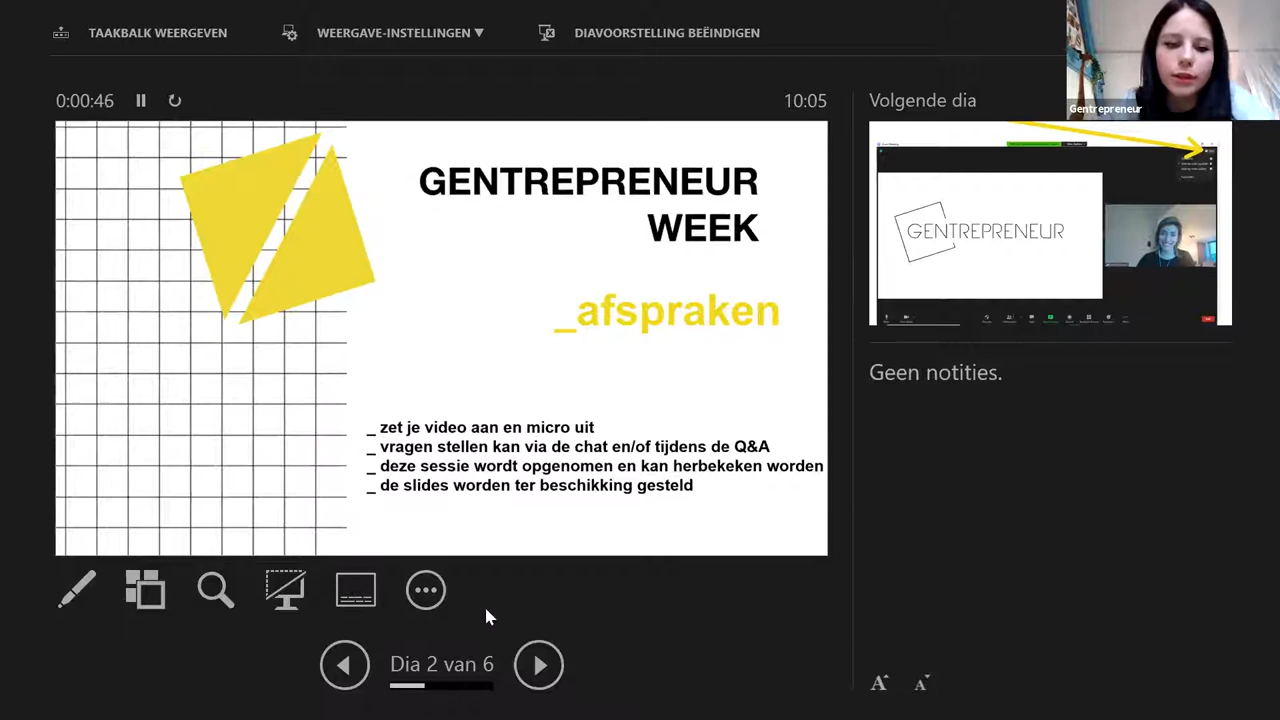 TAAKBALK WEERGEVEN
WEERGAVE-INSTELLINGEN ▼
DIAVOORSTELLING BEËINDIGEN
Gentrepreneur
0:00:46
10:05
Volgende dia
GENTREPRENEUR
WEEK
_afspraken
_ zet je video aan en micro uit
_ vragen stellen kan via de chat en/of tijdens de Q&A
_ deze sessie wordt opgenomen en kan herbekeken worden
_ de slides worden ter beschikking gesteld
GENTREPRENEUR
Geen notities.
Dia 2 van 6
A A